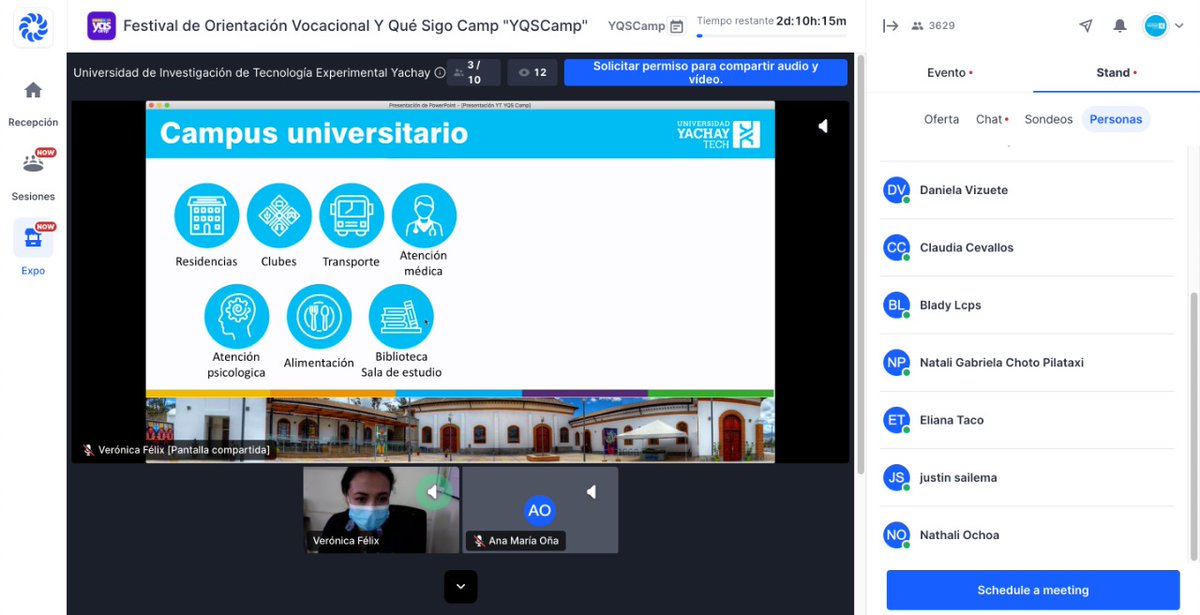 yqs
camp
Festival de Orientación Vocacional Y Qué Sigo Camp "YQSCamp"
YQSCamp
Tiempo restante 2d:10h:15m
3629
Recepción
NOW
Sesiones
NOW
Expo
Universidad de Investigación de Tecnología Experimental Yachay
3 /
10
12
Solicitar permiso para compartir audio y
vídeo.
Presentación de PowerPoint - [Presentación YT YQS Camp]
Campus universitario
UNIVERSIDAD
YACHAY
TECH
Residencias
Clubes
Transporte
Atención
médica
Atención
psicologica
Alimentación
Biblioteca
Sala de estudio
Verónica Félix [Pantalla compartida]
Verónica Félix
AO
Ana María Oña
Evento
Stand
Oferta
Chat
Sondeos
Personas
DV
Daniela Vizuete
CC
Claudia Cevallos
BL
Blady Lcps
NP
Natali Gabriela Choto Pilataxi
ET
Eliana Taco
JS
justin sailema
NO
Nathali Ochoa
Schedule a meeting